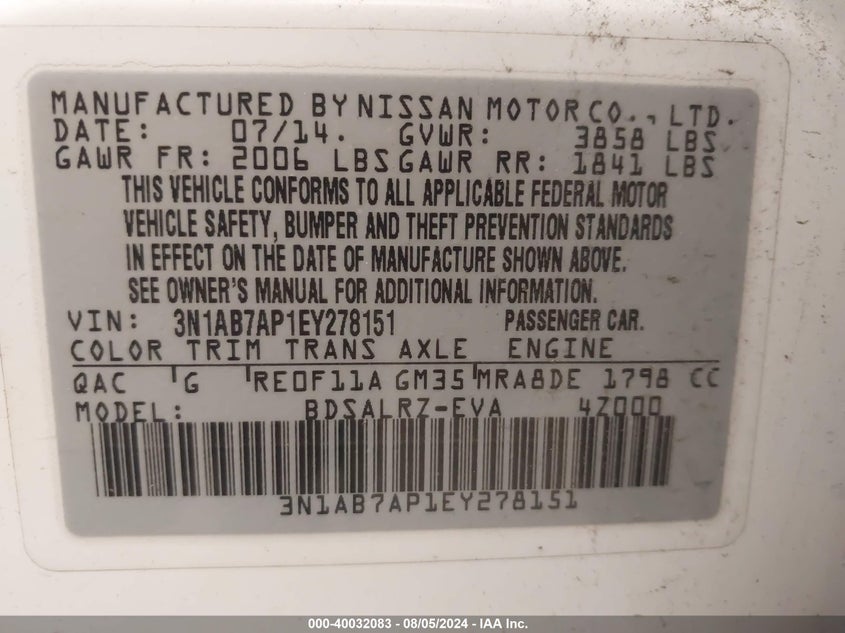 MANUFACTURED BY NISSAN MOTOR CO., LTD.
DATE: 07/14. GVWR: 3858 LBS
GAWR FR: 2006 LBS GAWR RR: 1841 LBS
THIS VEHICLE CONFORMS TO ALL APPLICABLE FEDERAL MOTOR
VEHICLE SAFETY, BUMPER AND THEFT PREVENTION STANDARDS
IN EFFECT ON THE DATE OF MANUFACTURE SHOWN ABOVE.
SEE OWNER'S MANUAL FOR ADDITIONAL INFORMATION.
VIN: 3N1AB7AP1EY278151 PASSENGER CAR.
COLOR TRIM TRANS AXLE ENGINE
QAC G RE0F11A GM35 MRA8DE 1798 CC
MODEL: BDSALRZ-EVA 4Z000
3N1AB7AP1EY278151
000-40032083 - 08/05/2024 - IAA Inc.